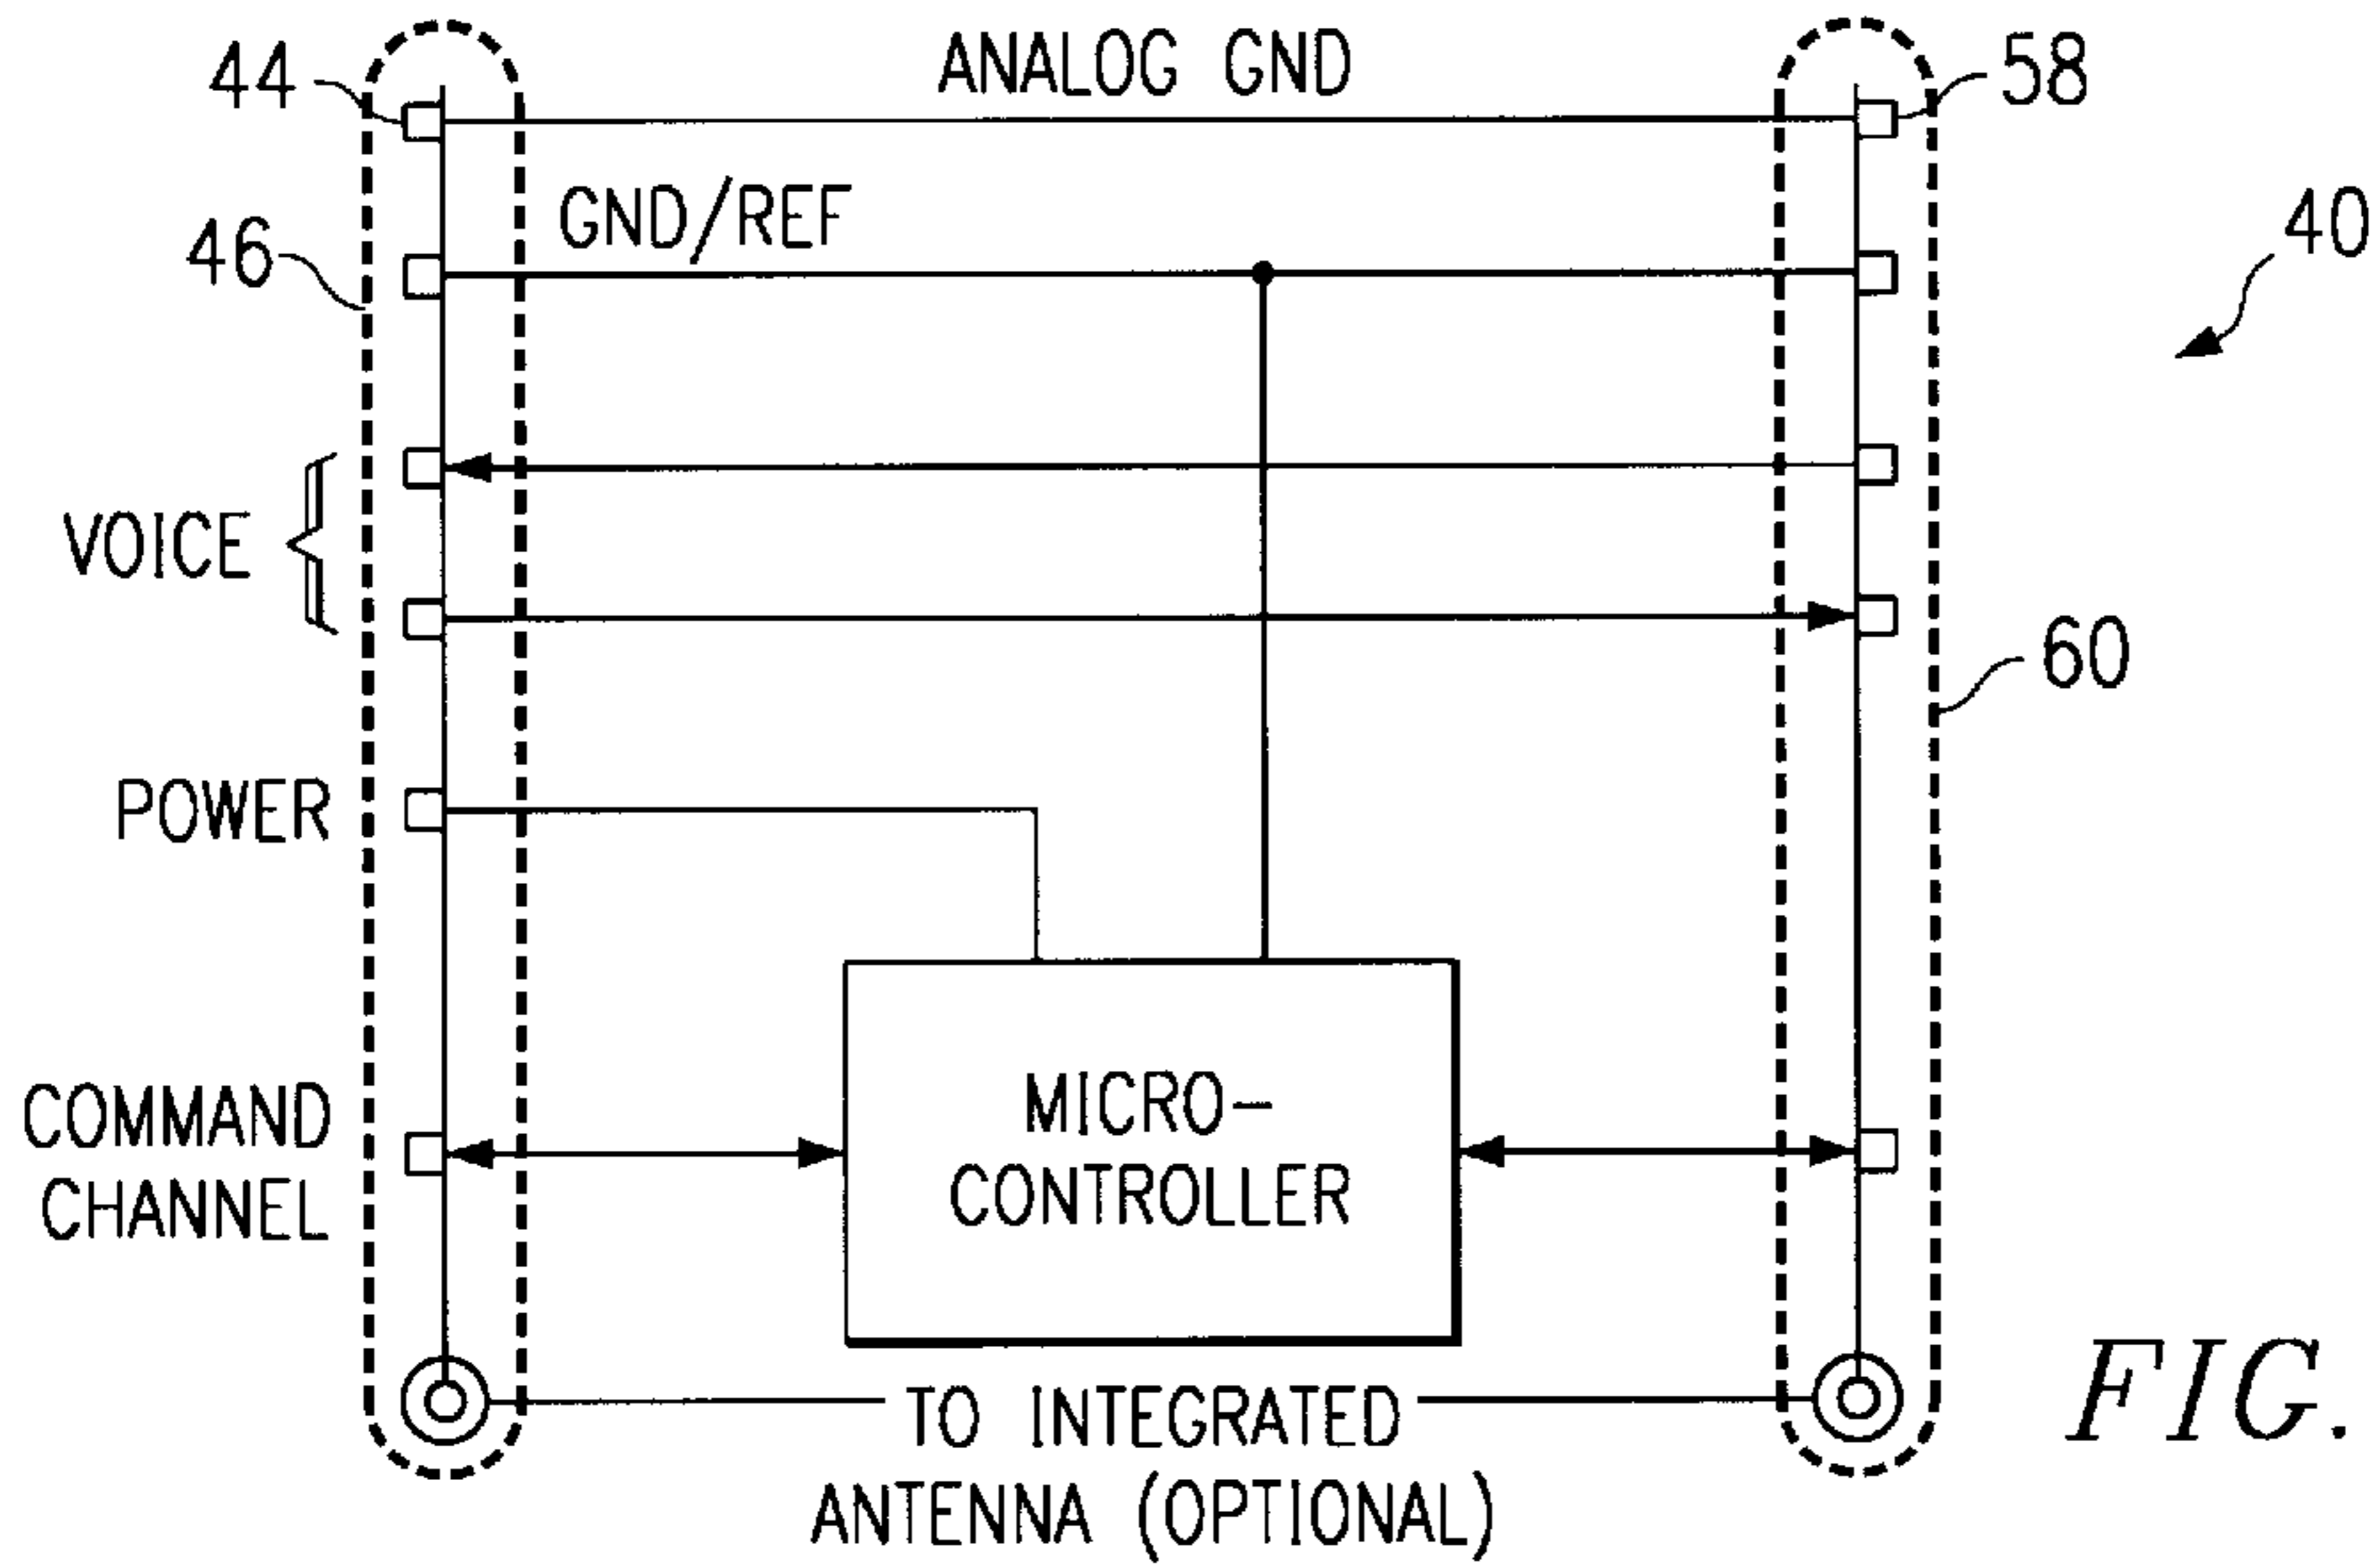 44
ANALOG GND
58
46
GND/REF
40
VOICE
60
POWER
COMMAND
CHANNEL
MICRO-
CONTROLLER
TO INTEGRATED
ANTENNA (OPTIONAL)
FIG.